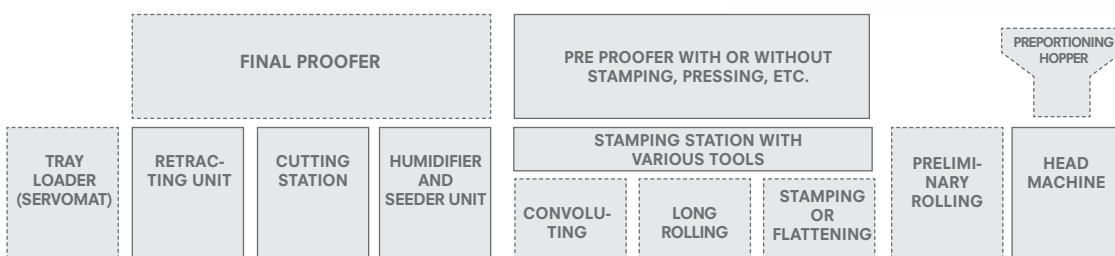 FINAL PROOFER
PRE PROOFER WITH OR WITHOUT
STAMPING, PRESSING, ETC.
PREPORTIONING
HOPPER
TRAY
LOADER
(SERVOMAT)
RETRAC-
TING UNIT
CUTTING
STATION
HUMIDIFIER
AND
SEEDER UNIT
STAMPING STATION WITH
VARIOUS TOOLS
CONVOLU-
TING
LONG
ROLLING
STAMPING
OR
FLATTENING
PRELIMI-
NARY
ROLLING
HEAD
MACHINE